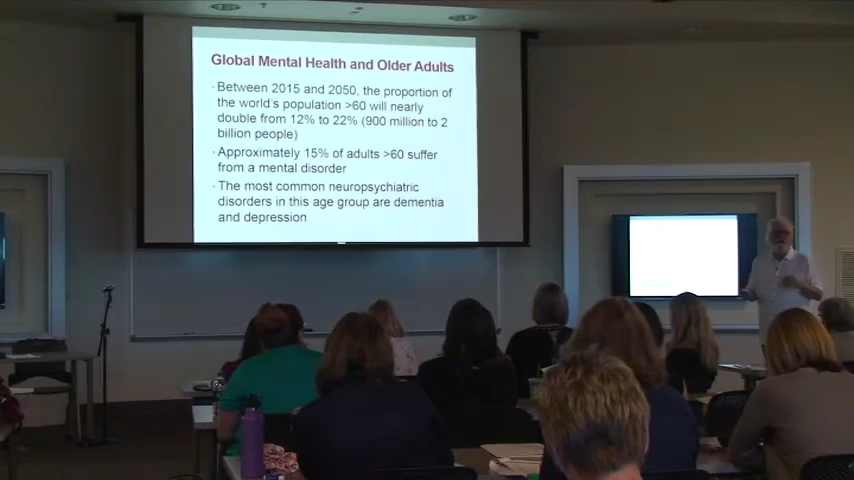 Global Mental Health and Older Adults
· Between 2015 and 2050, the proportion of
the world's population >60 will nearly
double from 12% to 22% (900 million to 2
billion people)
· Approximately 15% of adults >60 suffer
from a mental disorder
· The most common neuropsychiatric
disorders in this age group are dementia
and depression